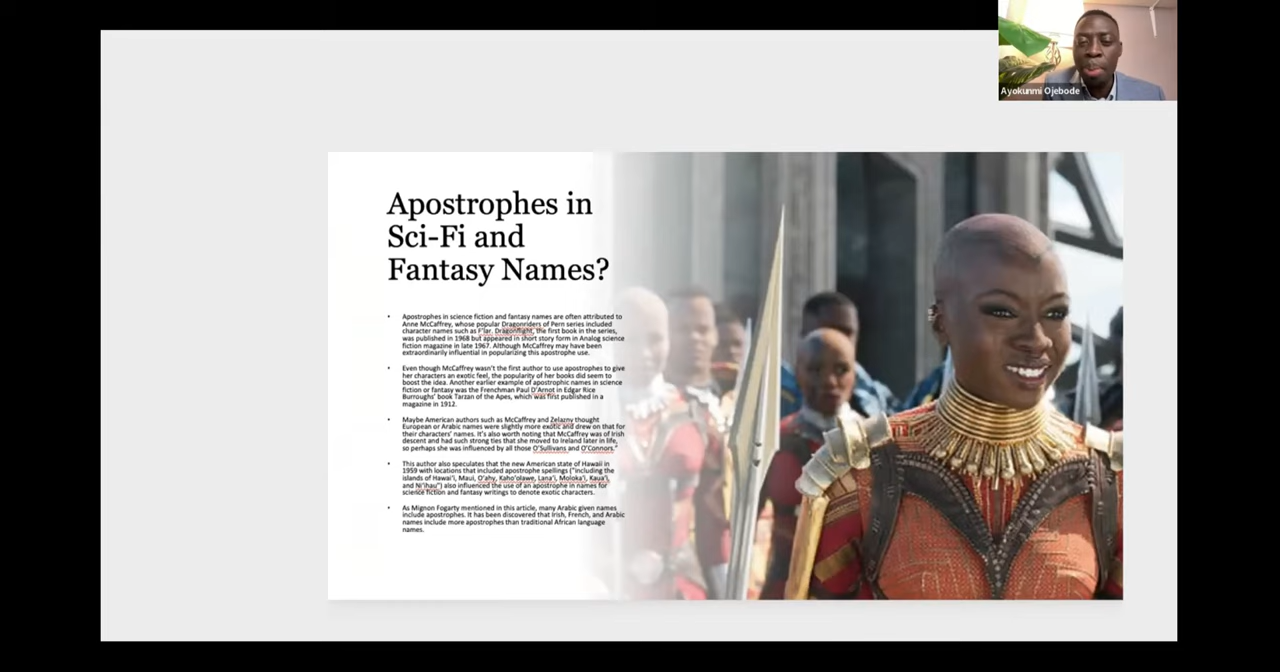 Ayokunmi Ojebode
Apostrophes in
Sci-Fi and
Fantasy Names?
• Apostrophes in science fiction and fantasy names are often attributed to
Anne McCaffrey, whose popular Dragonriders of Pern series included
character names such as F'lar. Dragonflight, the first book in the series,
was published in 1968 but appeared in short story form in Analog science
fiction magazine in late 1967. Although McCaffrey may have been
extraordinarily influential in popularizing this apostrophe use.
• Even though McCaffrey wasn't the first author to use apostrophes to give
her characters an exotic feel, the popularity of her books did seem to
boost the idea. Another earlier example of apostrophic names in science
fiction or fantasy was the Frenchman Paul D'Arnot in Edgar Rice
Burroughs' book Tarzan of the Apes, which was first published in a
magazine in 1912.
• Maybe American authors such as McCaffrey and Zelazny thought
European or Arabic names were slightly more exotic and drew on that for
their characters' names. It's also worth noting that McCaffrey was of Irish
descent and had such strong ties that she moved to Ireland later in life,
so perhaps she was influenced by all those O'Sullivans and O'Connors."
• This author also speculates that the new American state of Hawaii in
1959 with locations that included apostrophe spellings ("including the
islands of Hawai'i, Maui, O'ahy, Kaho'olawe, Lana'i, Moloka'i, Kaua'i,
and Ni'ihau") also influenced the use of an apostrophe in names for
science fiction and fantasy writings to denote exotic characters.
• As Mignon Fogarty mentioned in this article, many Arabic given names
include apostrophes. It has been discovered that Irish, French, and Arabic
names include more apostrophes than traditional African language
names.